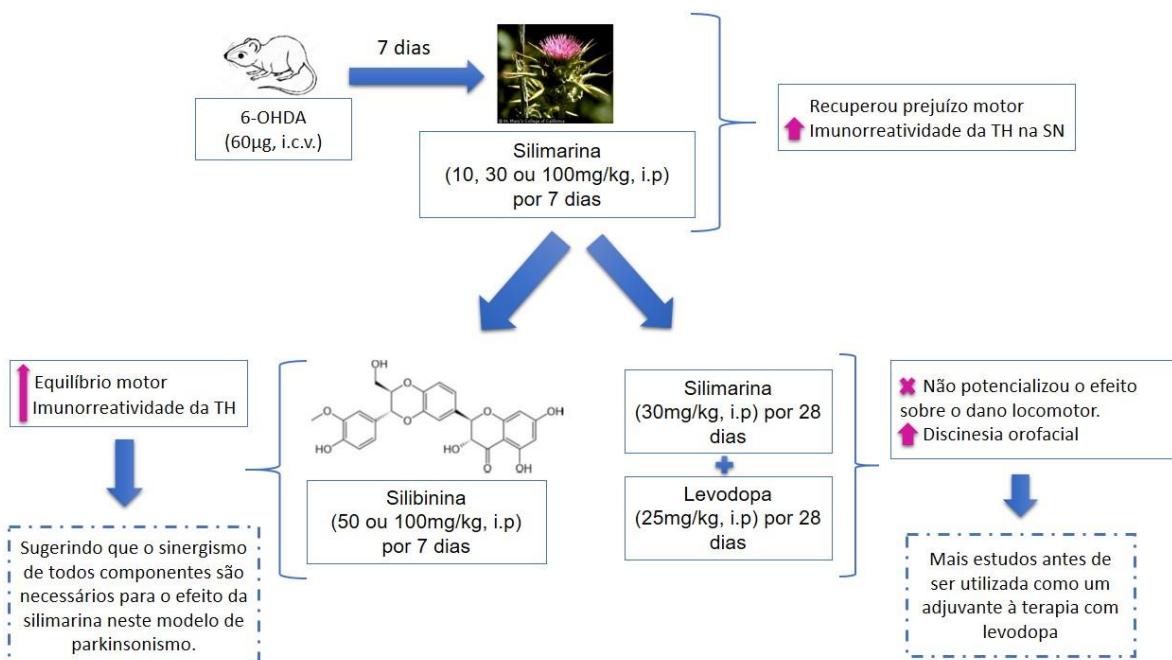 7 dias
6-OHDA
(60µg, i.c.v.)
Silimarina
(10, 30 ou 100mg/kg, i.p)
por 7 dias
Recuperou prejuízo motor
Imunorreatividade da TH na SN
Equilíbrio motor
Imunorreatividade da TH
Sugerindo que o sinergismo
de todos componentes são
necessários para o efeito da
silimarina neste modelo de
parkinsonismo.
OH
O
O
O
HO
O
OH
HO
O
OH
Silibinina
(50 ou 100mg/kg, i.p)
por 7 dias
Silimarina
(30mg/kg, i.p) por 28
dias
Levodopa
(25mg/kg, i.p) por 28
dias
Não potencializou o efeito
sobre o dano locomotor.
Discinesia orofacial
Mais estudos antes de
ser utilizada como um
adjuvante à terapia com
levodopa